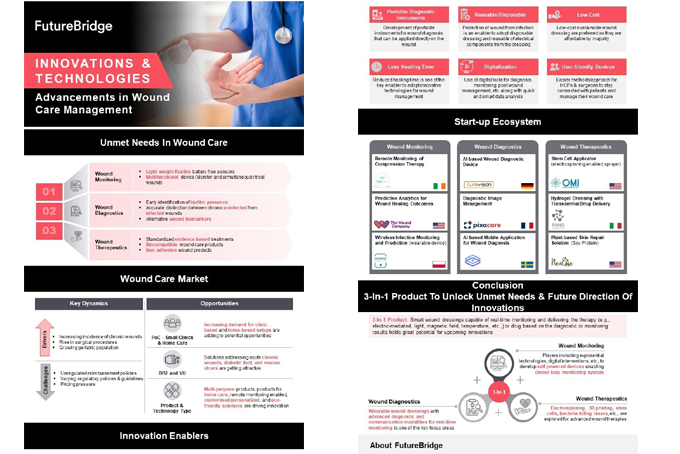 FutureBridge
INNOVATIONS &
TECHNOLOGIES
Advancements in Wound
Care Management
Unmet Needs In Wound Care
01
Wound
Monitoring
Light weight flexible battery free sensors
Multifunctional device (Monitor and simultaneously treat
wound)
02
Wound
Diagnostics
Early identification of biofilm presence
Accurate distinction between chronic uninfected from
infected wounds
Alternative wound biomarkers
03
Wound
Therapeutics
Standardized evidence based treatments
Biocompatible wound care products
Non adhesion wound products
Wound Care Market
Key Dynamics
Opportunities
Drivers
Increasing incidence of chronic wounds
Rise in surgical procedures
Growing geriatric population
Challenges
Unregulated reimbursement policies
Varying regulatory policies & guidelines
Pricing pressure
PoC - Small Clinics
& Home Care
Increasing demand for clinic
based and home-based setups are
adding to potential opportunities
DFU and VU
Solutions addressing acute chronic
wounds, diabetic foot, and venous
ulcers are getting attractive
Product &
Technology Type
Multi-purpose products, products for
home care, remote monitoring enabled,
customised/personalized, and eco
friendly solutions are driving innovation
Innovation Enablers
Portable Diagnostic
Instruments
Development of portable
instruments for wound diagnosis
that can be applied directly on the
wound
Reusable/Disposable
Protection of wound from infection
is an enabler to adopt disposable
dressing and reusable of electrical
components from the dressing
Low Cost
Low-cost sustainable wound
dressing are preferred as they are
affordable by majority
Less Healing Time
Reduced healing time is one of the
key enabler to adopt innovative
technologies for wound
management
Digitalization
Use of digital tools for diagnosis,
monitoring, post wound
management, etc. along with quick
and smart data analysis
User friendly Devices
Easier methods/approach for
HCPs & surgeons to stay
connected with patients and
manage their wound care
Start-up Ecosystem
Wound Monitoring
Remote Monitoring of
Compression Therapy
Predictive Analytics for
Wound Healing Outcomes
The Wound
Company
Wireless Infection Monitoring
and Prediction (wearable device)
Wound Diagnostics
AI based Wound Diagnostic
Device
Diagnostic Image
Management
pixacare
AI based Mobile Application
for Wound Diagnosis
Wound Therapeutics
Stem Cell Applicator
(electrospinning enabled sprayer)
OMI
Hydrogel Dressing with
Transdermal Drug Delivery
Plant-based Skin Repair
Solution (Soy Protein)
Conclusion
3-In-1 Product To Unlock Unmet Needs & Future Direction Of
Innovations
3-in-1 Product: Smart wound dressings capable of real-time monitoring and delivering the therapy (e.g.,
electro-mediated, light, magnetic field, temperature, etc.,) or drug based on the diagnostic or monitoring
results holds great potential for upcoming innovations
Wound Monitoring
Players including exponential
technologies, digital interventions, etc., to
develop self powered devices enabling
closed loop monitoring system
3-in-1
Wound Diagnostics
Wearable wound dressings with
advanced diagnostic and
communication modalities for real-time
monitoring is one of the key focus areas
Wound Therapeutics
Electrospinning, 3D printing, stem
cells, bacteria killing lasers, etc., are
explored for advanced wound therapies
About FutureBridge